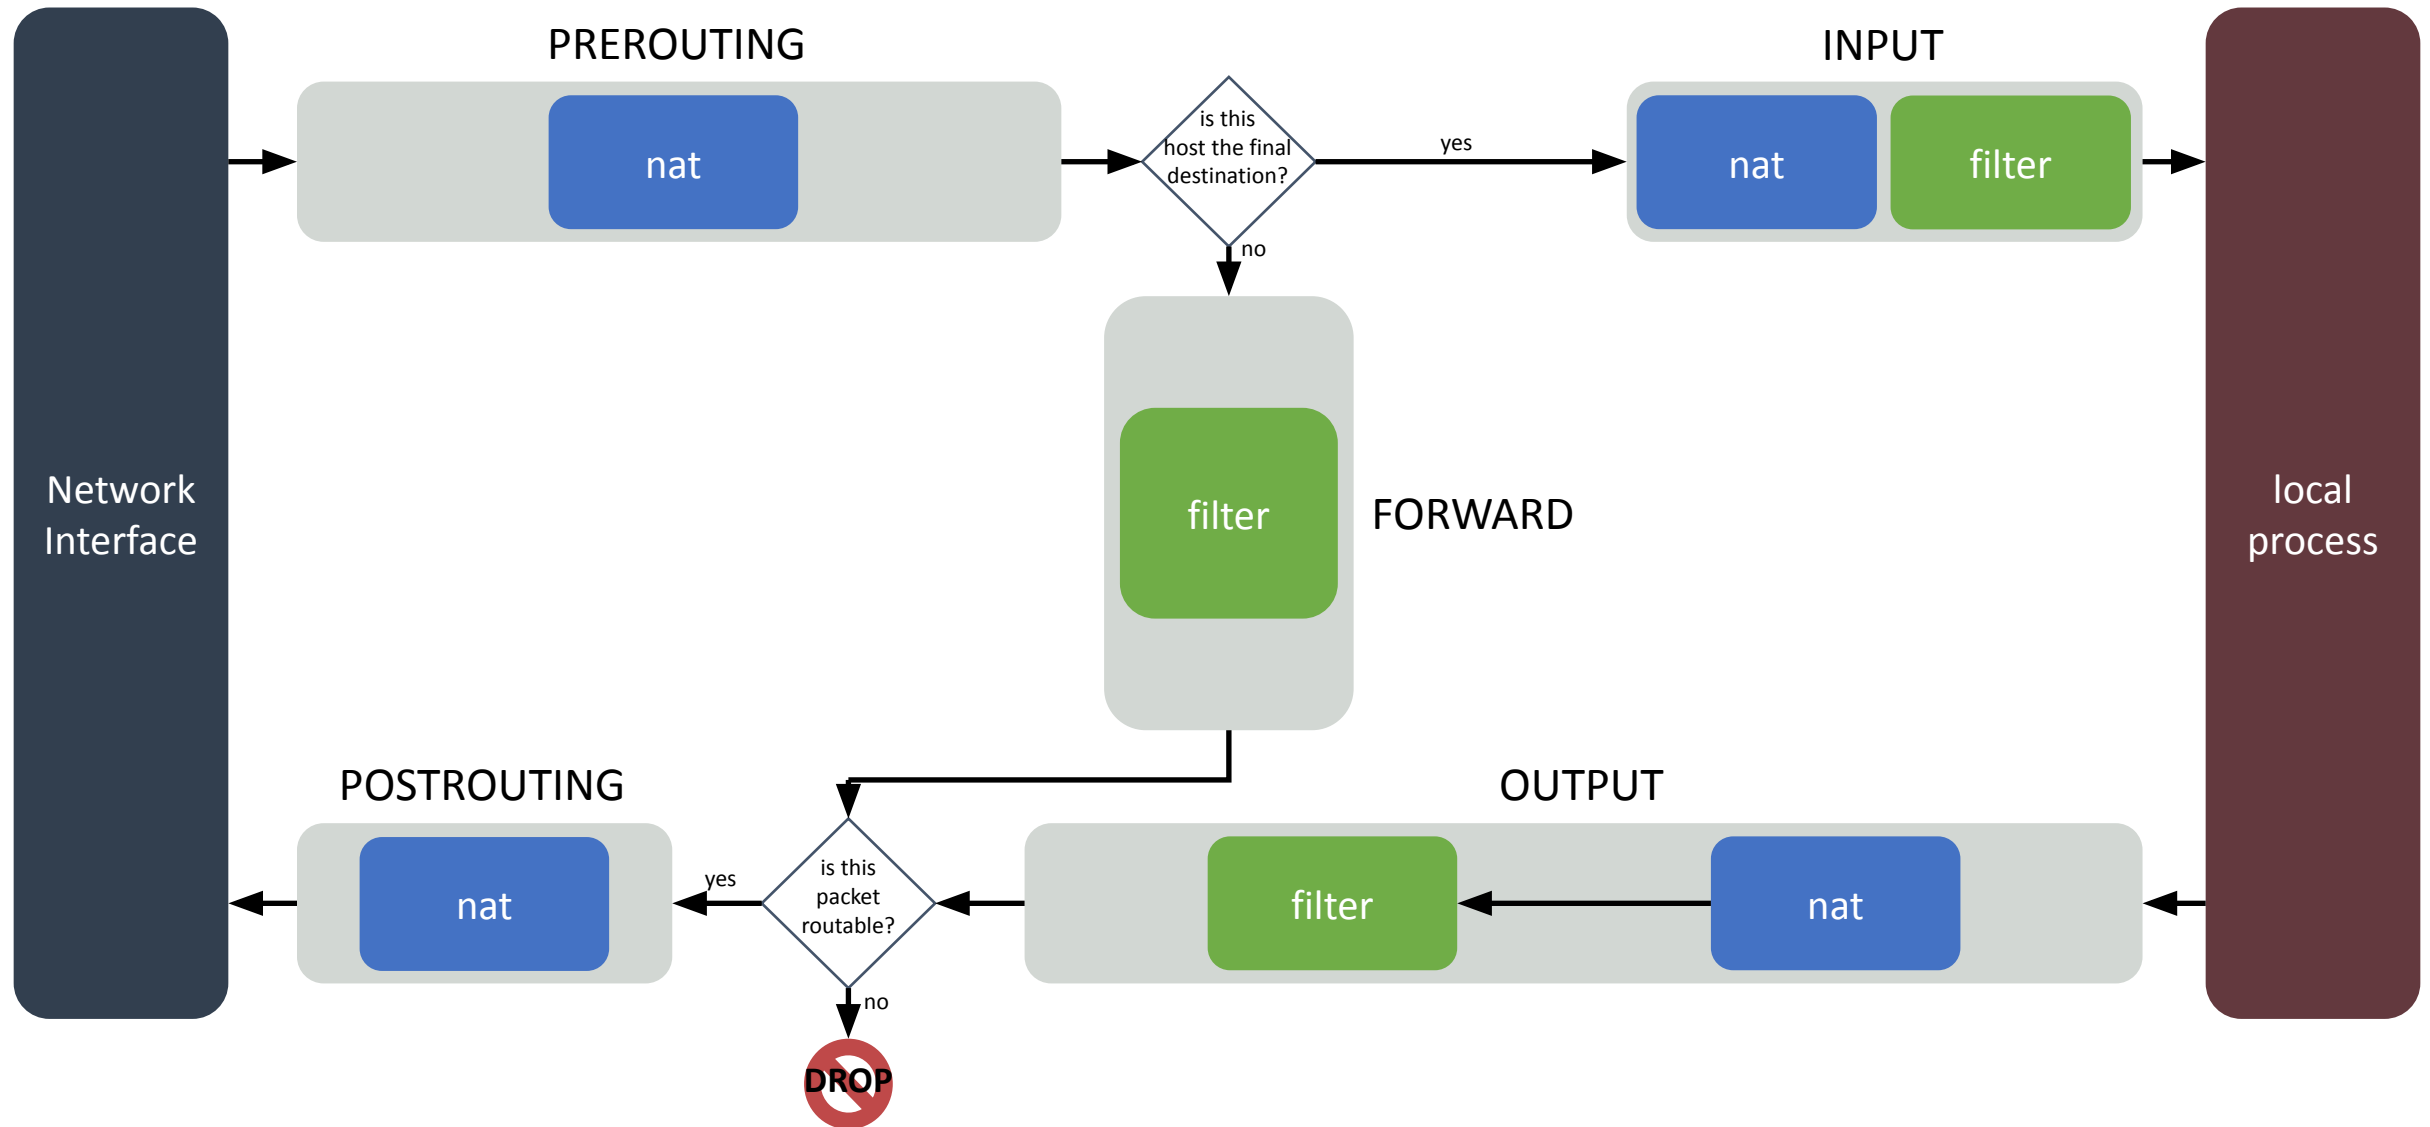 PREROUTING
INPUT
nat
is this
host the final
destination?
yes
nat
filter
no
Network
Interface
filter
FORWARD
local
process
POSTROUTING
OUTPUT
nat
yes
is this
packet
routable?
filter
nat
no
DROP